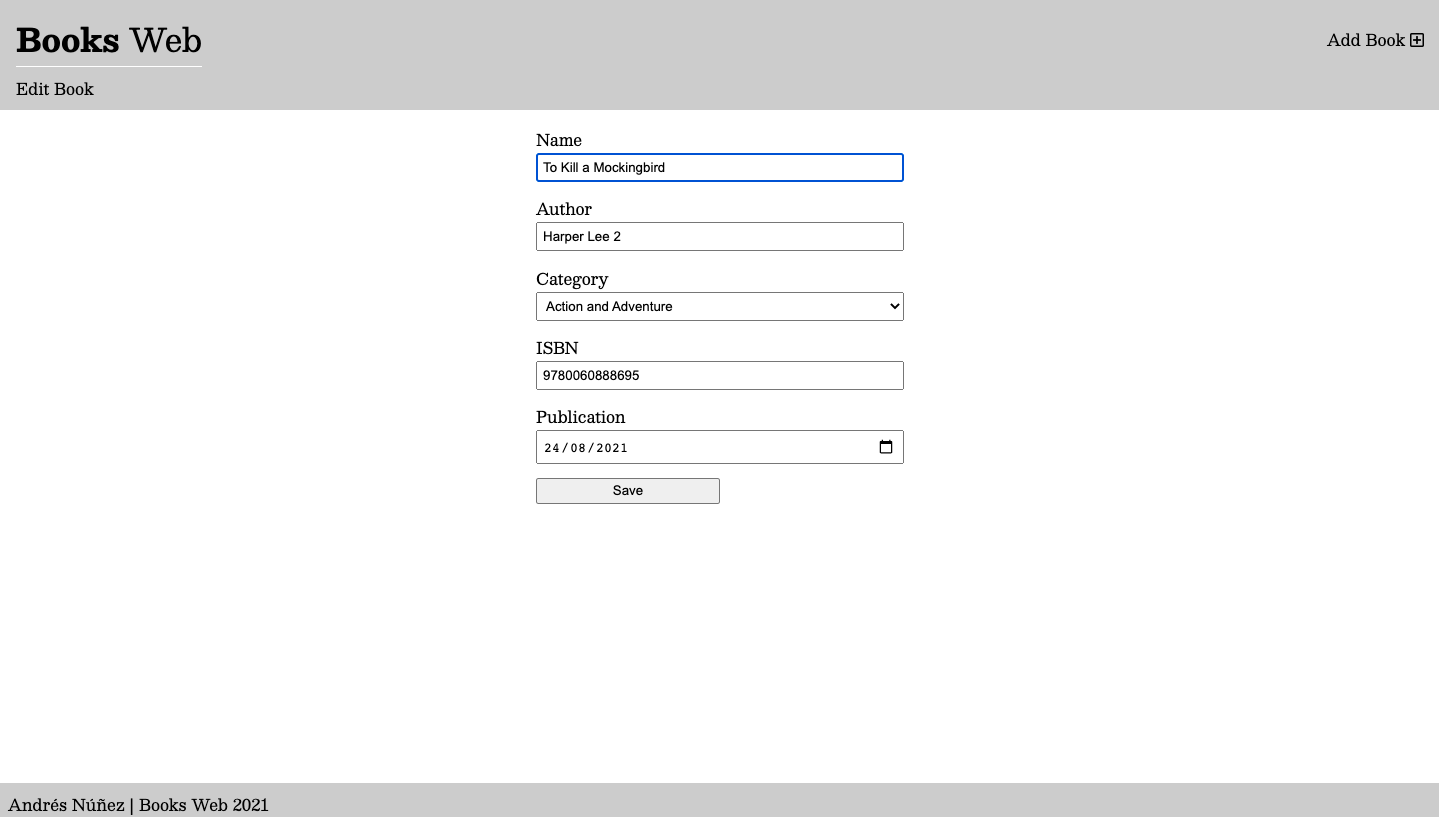 Books Web
Add Book
Edit Book
Name
To Kill a Mockingbird
Author
Harper Lee 2
Category
Action and Adventure
ISBN
9780060888695
Publication
24/08/2021
Save
Andrés Núñez | Books Web 2021